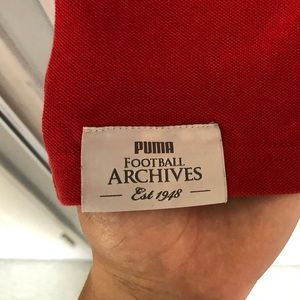 PUMA
FOOTBALL
ARCHIVES
Est 1948